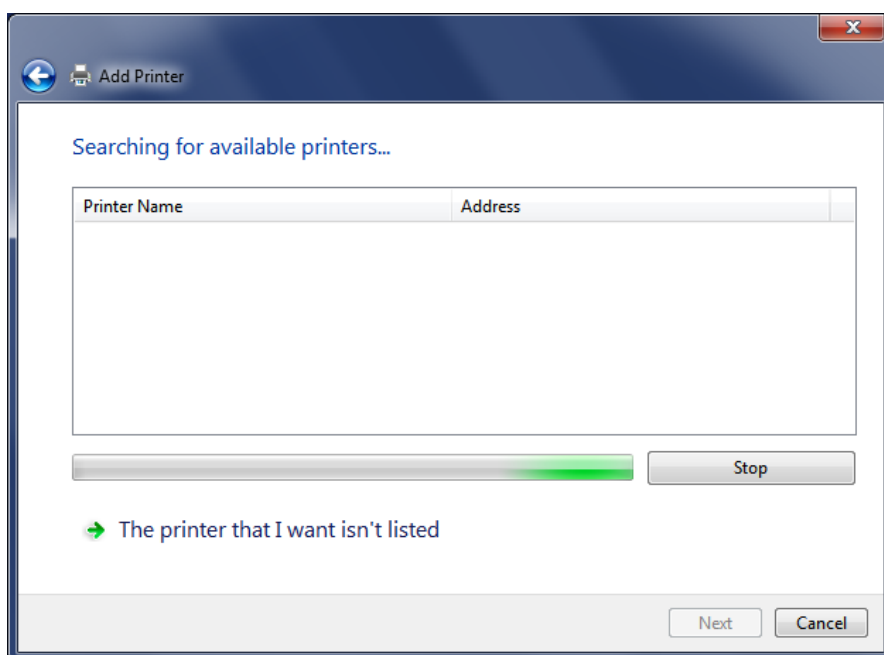 Add Printer
Searching for available printers...
Printer Name Address
Stop
The printer that I want isn't listed
Next Cancel